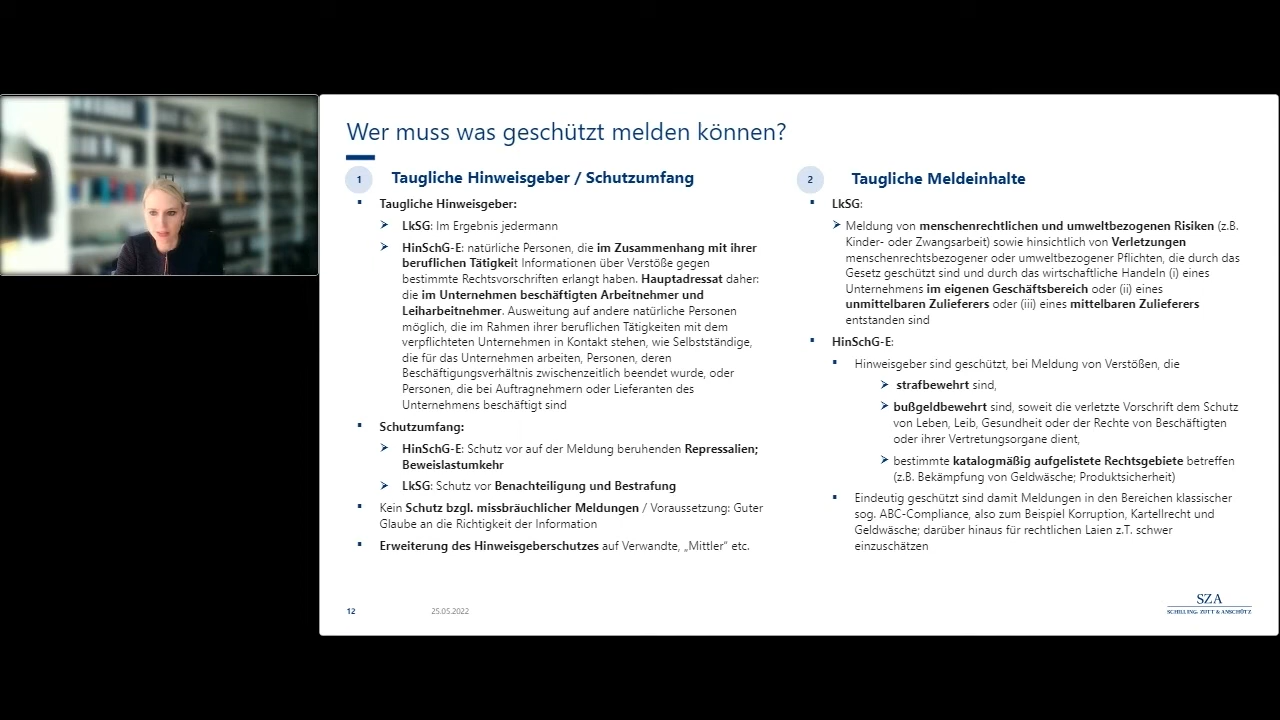 Wer muss was geschützt melden können?
1 Taugliche Hinweisgeber / Schutzumfang
▪ Taugliche Hinweisgeber:
➢ LkSG: Im Ergebnis jedermann
➢ HinSchG-E: natürliche Personen, die im Zusammenhang mit ihrer
beruflichen Tätigkeit Informationen über Verstöße gegen
bestimmte Rechtsvorschriften erlangt haben. Hauptadressat daher:
die im Unternehmen beschäftigten Arbeitnehmer und
Leiharbeitnehmer. Ausweitung auf andere natürliche Personen
möglich, die im Rahmen ihrer beruflichen Tätigkeiten mit dem
verpflichteten Unternehmen in Kontakt stehen, wie Selbstständige,
die für das Unternehmen arbeiten, Personen, deren
Beschäftigungsverhältnis zwischenzeitlich beendet wurde, oder
Personen, die bei Auftragnehmern oder Lieferanten des
Unternehmens beschäftigt sind
▪ Schutzumfang:
➢ HinSchG-E: Schutz vor auf der Meldung beruhenden Repressalien;
Beweislastumkehr
➢ LkSG: Schutz vor Benachteiligung und Bestrafung
▪ Kein Schutz bzgl. missbräuchlicher Meldungen / Voraussetzung: Guter
Glaube an die Richtigkeit der Information
▪ Erweiterung des Hinweisgeberschutzes auf Verwandte, „Mittler“ etc.
2 Taugliche Meldeinhalte
▪ LkSG:
➢ Meldung von menschenrechtlichen und umweltbezogenen Risiken (z.B.
Kinder- oder Zwangsarbeit) sowie hinsichtlich von Verletzungen
menschenrechtsbezogener oder umweltbezogener Pflichten, die durch das
Gesetz geschützt sind und durch das wirtschaftliche Handeln (i) eines
Unternehmens im eigenen Geschäftsbereich oder (ii) eines
unmittelbaren Zulieferers oder (iii) eines mittelbaren Zulieferers
entstanden sind
▪ HinSchG-E:
▪ Hinweisgeber sind geschützt, bei Meldung von Verstößen, die
➢ strafbewehrt sind,
➢ bußgeldbewehrt sind, soweit die verletzte Vorschrift dem Schutz
von Leben, Leib, Gesundheit oder der Rechte von Beschäftigten
oder ihrer Vertretungsorgane dient,
➢ bestimmte katalogmäßig aufgelistete Rechtsgebiete betreffen
(z.B. Bekämpfung von Geldwäsche; Produktsicherheit)
▪ Eindeutig geschützt sind damit Meldungen in den Bereichen klassischer
sog. ABC-Compliance, also zum Beispiel Korruption, Kartellrecht und
Geldwäsche; darüber hinaus für rechtlichen Laien z.T. schwer
einzuschätzen
12 25.05.2022
SZA
SCHILLING, ZUTT & ANSCHÜTZ